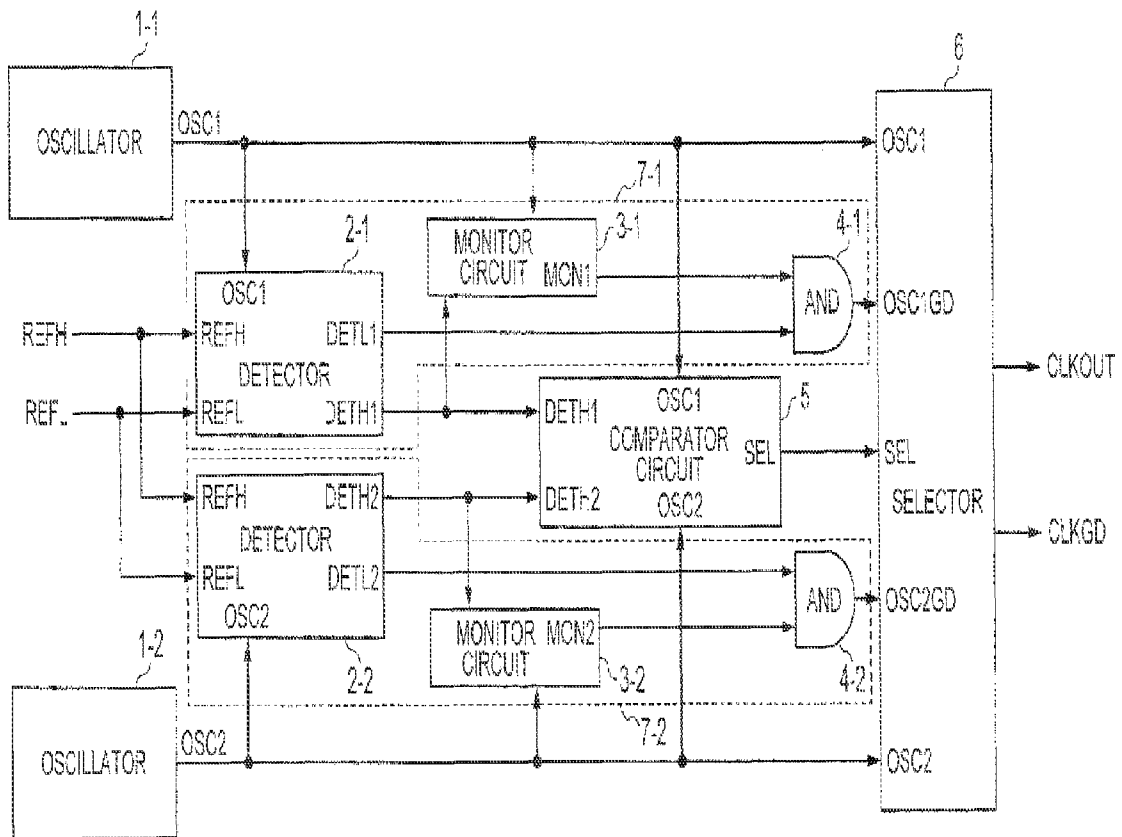 1-1
6
OSCILLATOR
OSC1
OSC1
7-1
2-1
MONITOR
CIRCUIT
MON1
3-1
4-1
OSC1
AND
OSC1GD
REFH
REFH
DETL1
DETECTOR
CLKOUT
REFL
REFL
DETH1
DETH1
OSC1
5
COMPARATOR
CIRCUIT
SEL
SEL
REFH
DETH2
DETH2
OSC2
SELECTOR
DETECTOR
CLKGD
REFL
DETL2
AND
OSC2GD
OSC2
MONITOR
CIRCUIT
MON2
1-2
2-2
3-2
4-2
7-2
OSC2
OSCILLATOR
OSC2